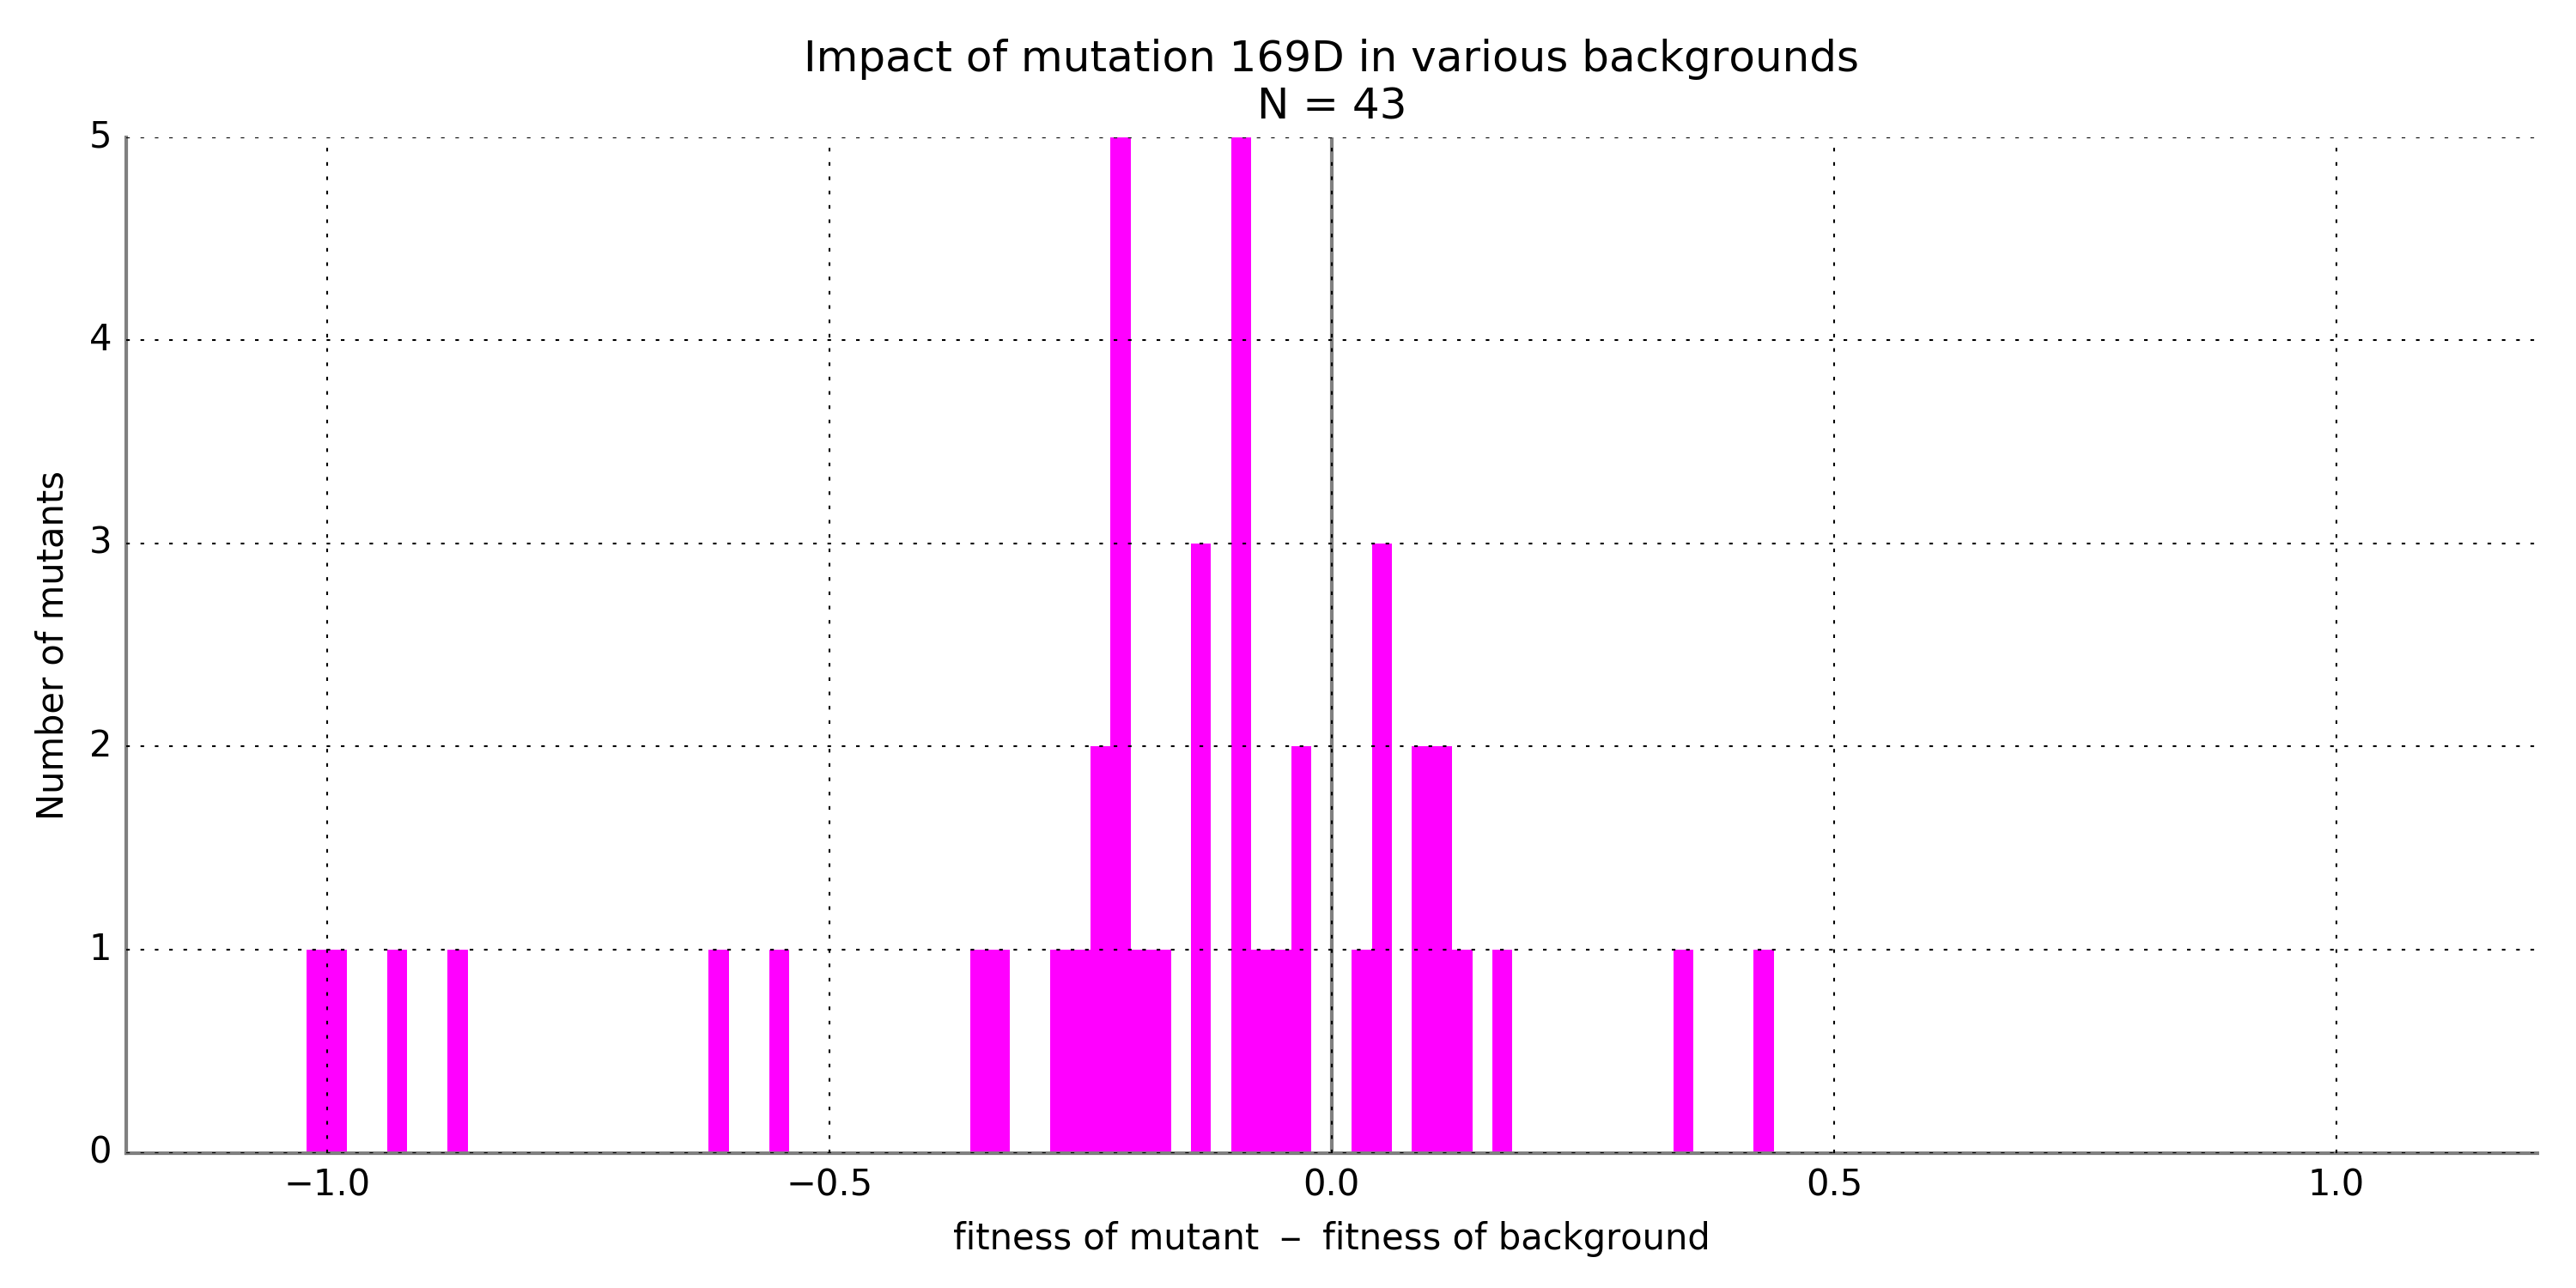 Impact of mutation 169D in various backgrounds
N = 43
5
4
3
2
1
0
Number of mutants
−1.0 −0.5 0.0 0.5 1.0
fitness of mutant – fitness of background